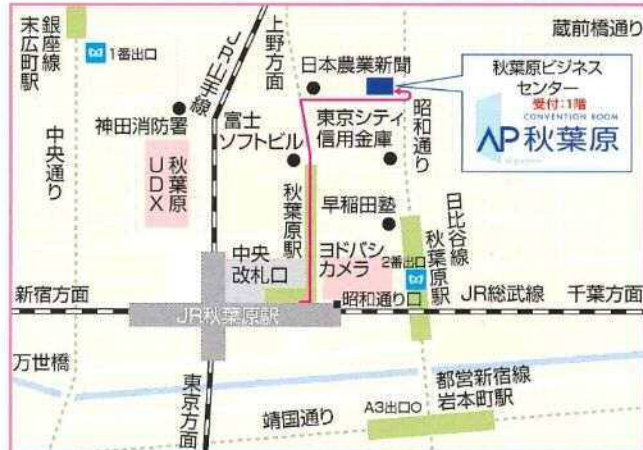 銀座線
末広町駅
1番出口
中央通り
神田消防署
秋葉原
UDX
JR山手線
上野方面
日本農業新聞
富士
ソフトビル
東京シティ
信用金庫
昭和通り
蔵前橋通り
秋葉原ビジネス
センター
受付:1階
CONVENTION ROOM
AP秋葉原
秋葉原駅
早稲田塾
中央
改札口
ヨドバシ
カメラ
2番出口
日比谷線
秋葉原駅
新宿方面
JR秋葉原駅
昭和通り口
JR総武線
千葉方面
万世橋
東京方面
靖国通り
A3出口
都営新宿線
岩本町駅